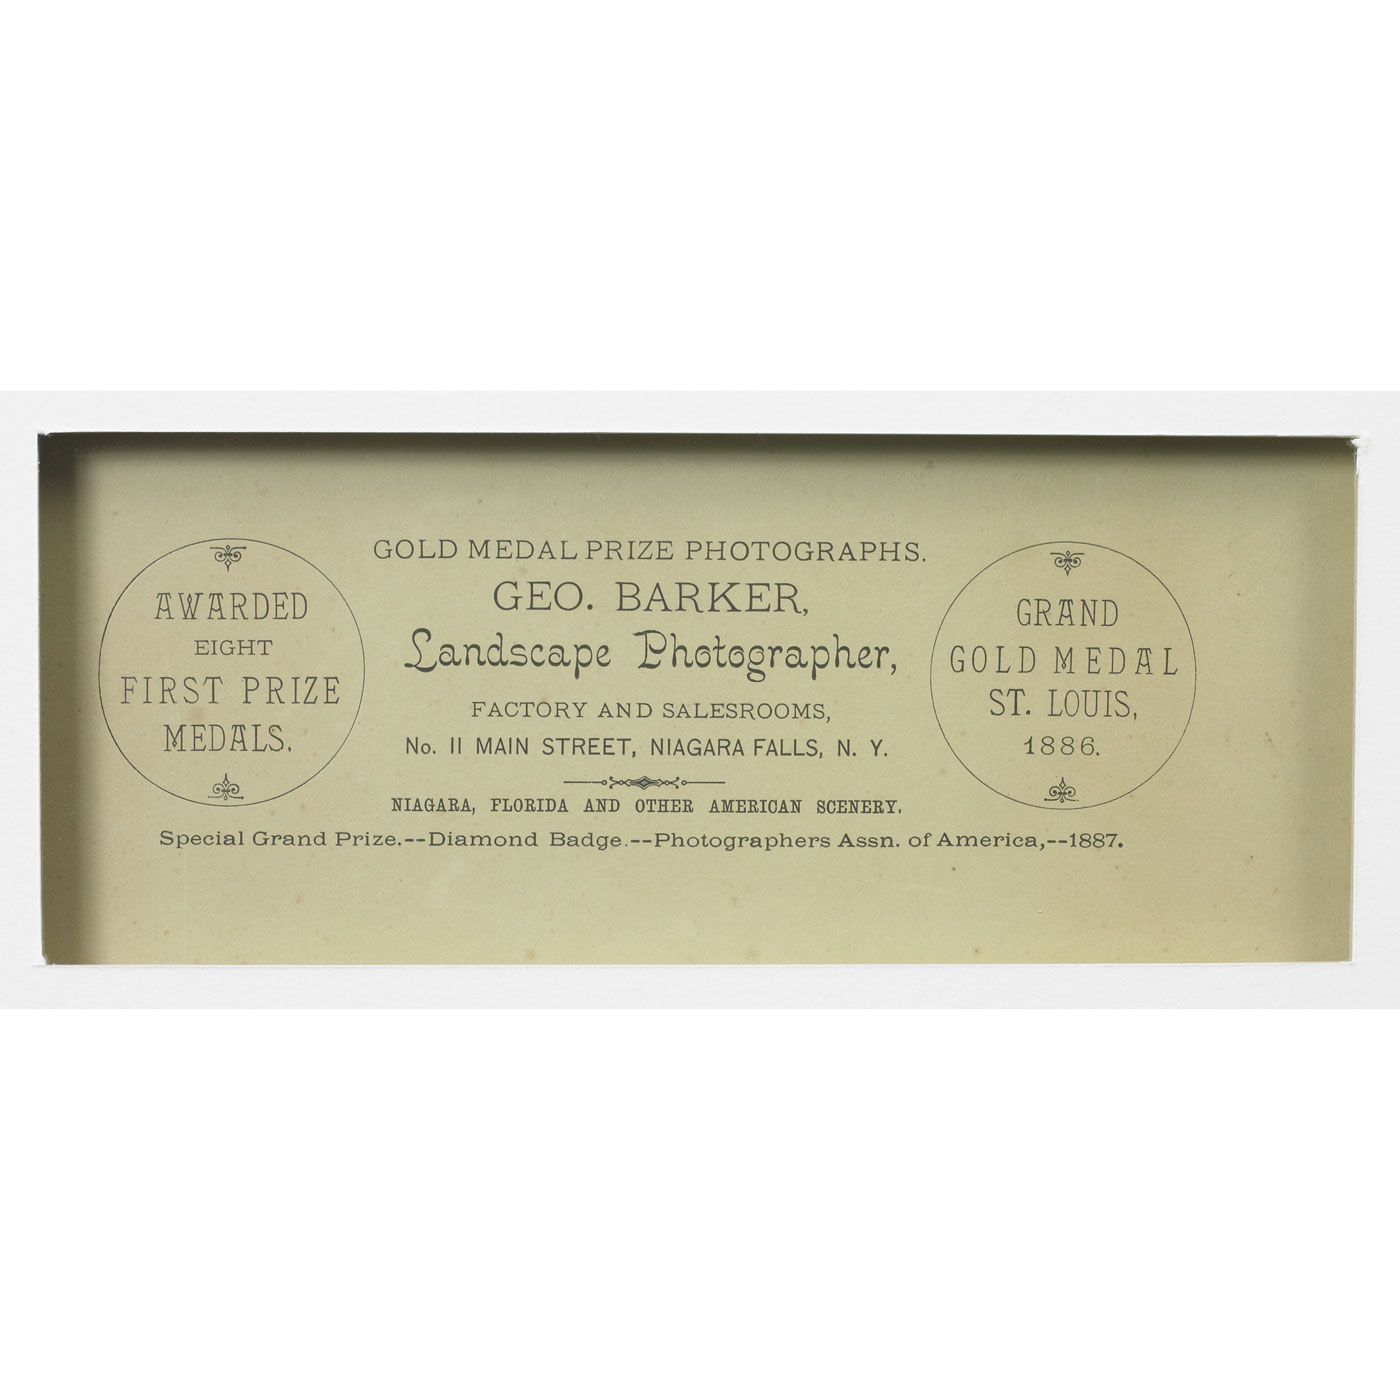 GOLD MEDAL PRIZE PHOTOGRAPHS.
GEO. BARKER,
Landscape Photographer,
FACTORY AND SALESROOMS,
No. 11 MAIN STREET, NIAGARA FALLS, N. Y.
NIAGARA, FLORIDA AND OTHER AMERICAN SCENERY.
Special Grand Prize.--Diamond Badge.--Photographers Assn. of America,--1887.
AWARDED
EIGHT
FIRST PRIZE
MEDALS.
GRAND
GOLD MEDAL
ST. LOUIS,
1886.